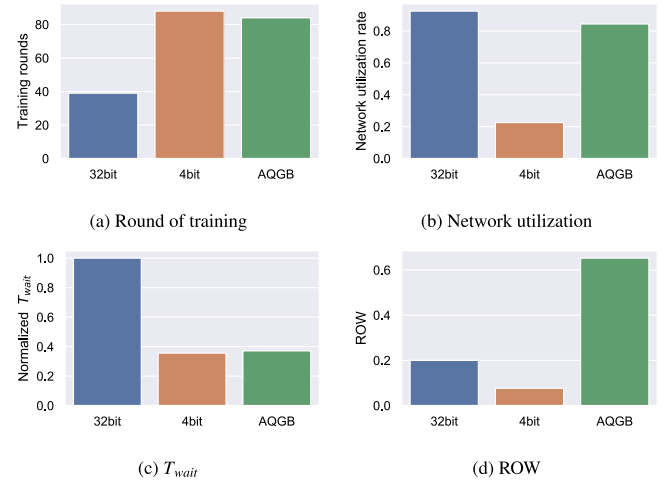 80
60
40
20
0
Training rounds
32bit 4bit AQGB
(a) Round of training
0.8
0.6
0.4
0.2
0.0
Network utilization rate
32bit 4bit AQGB
(b) Network utilization
1.0
0.8
0.6
0.4
0.2
0.0
Normalized T_wait
32bit 4bit AQGB
(c) T_wait
0.6
0.4
0.2
0.0
ROW
32bit 4bit AQGB
(d) ROW